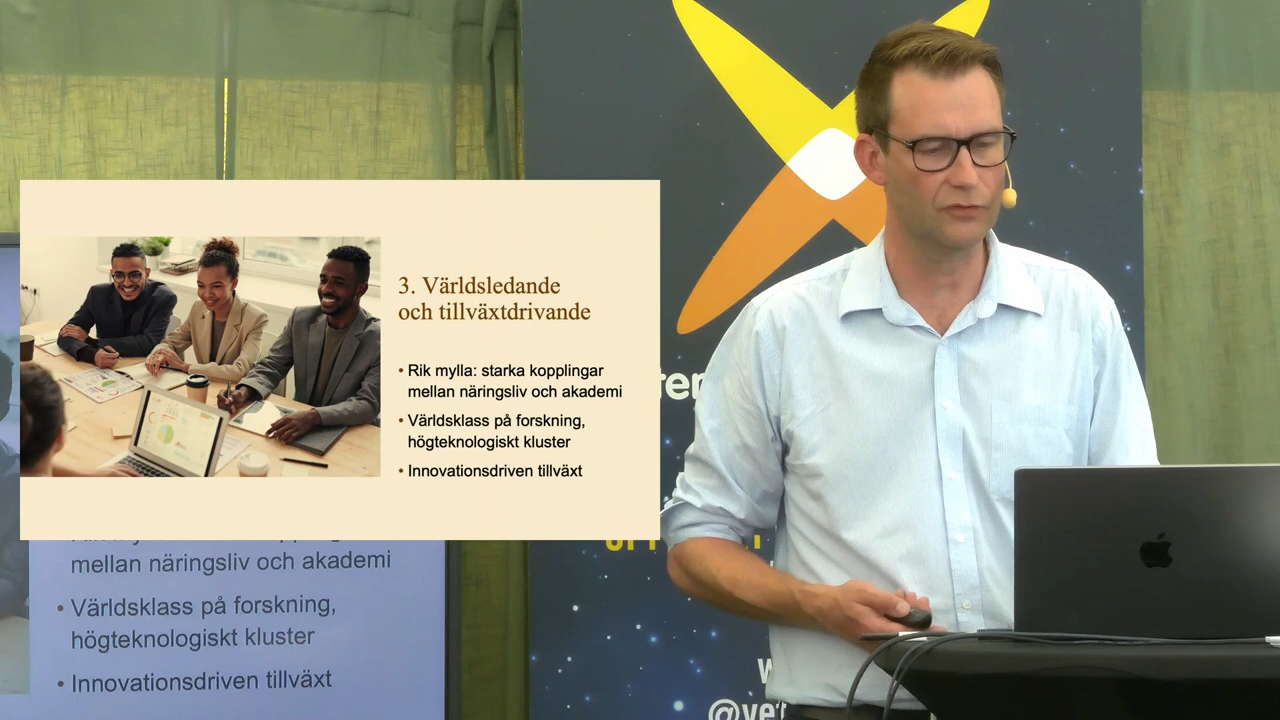 3. Världsledande
och tillväxtdrivande
• Rik mylla: starka kopplingar
mellan näringsliv och akademi
• Världsklass på forskning,
högteknologiskt kluster
• Innovationsdriven tillväxt
mellan näringsliv och akademi
• Världsklass på forskning,
högteknologiskt kluster
• Innovationsdriven tillväxt